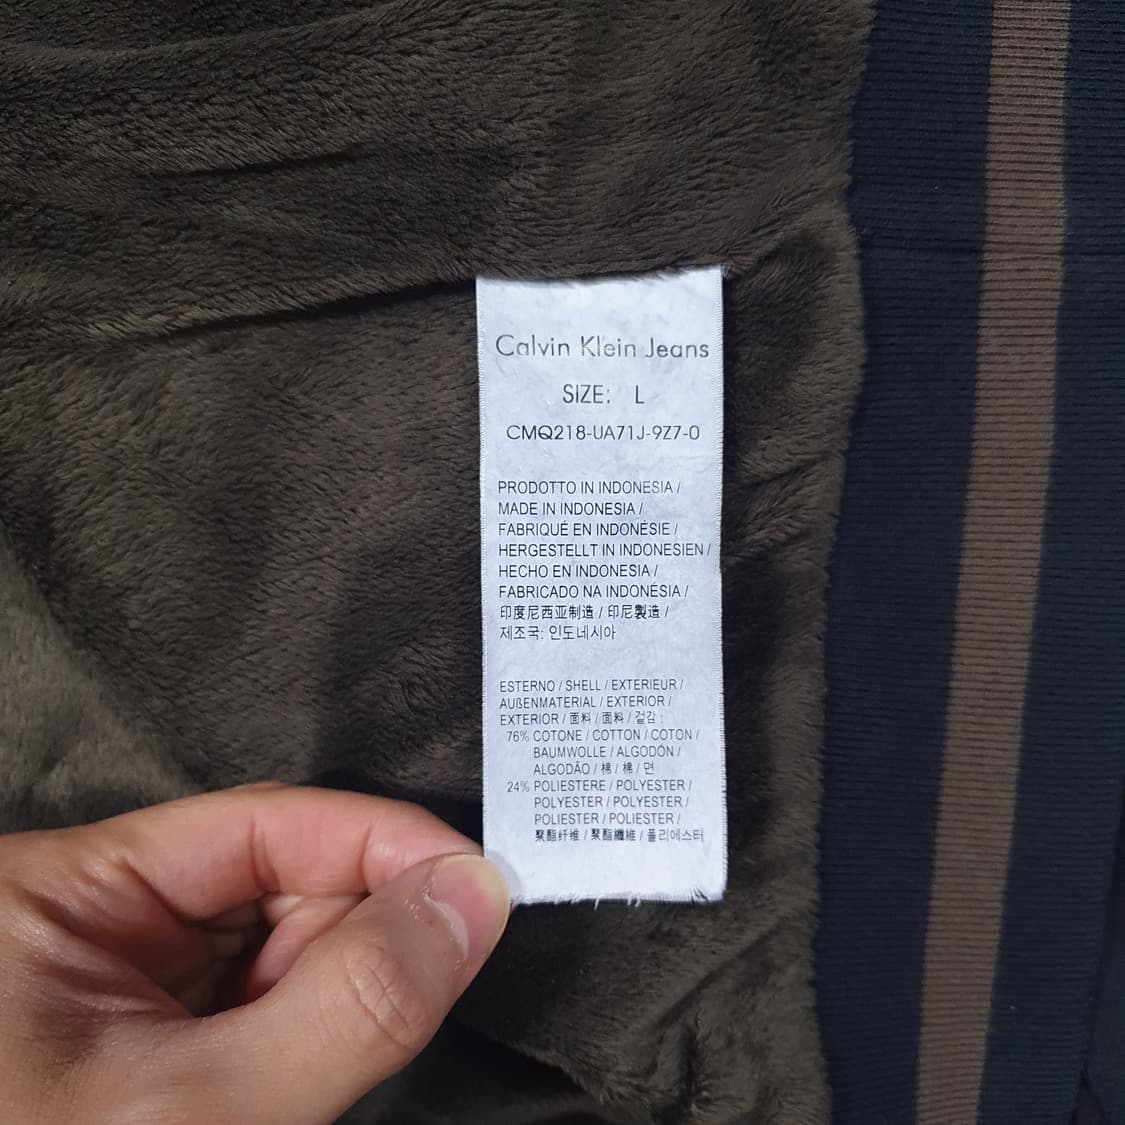 Calvin Klein Jeans
SIZE: L
CMQ218-UA71J-9Z7-0
PRODOTTO IN INDONESIA /
MADE IN INDONESIA /
FABRIQUÉ EN INDONÉSIE /
HERGESTELLT IN INDONESIEN /
HECHO EN INDONESIA /
FABRICADO NA INDONÉSIA /
印度尼西亚制造 / 印尼製造 /
제조국: 인도네시아
ESTERNO / SHELL / EXTERIEUR /
AUßENMATERIAL / EXTERIOR /
EXTERIOR / 面料 / 面料 / 겉감 :
76% COTONE / COTTON / COTON /
BAUMWOLLE / ALGODÓN /
ALGODÃO / 棉 / 棉 / 면
24% POLIESTERE / POLYESTER /
POLYESTER / POLYESTER /
POLIESTER / POLIESTER /
聚酯纤维 / 聚酯纖維 / 폴리에스터